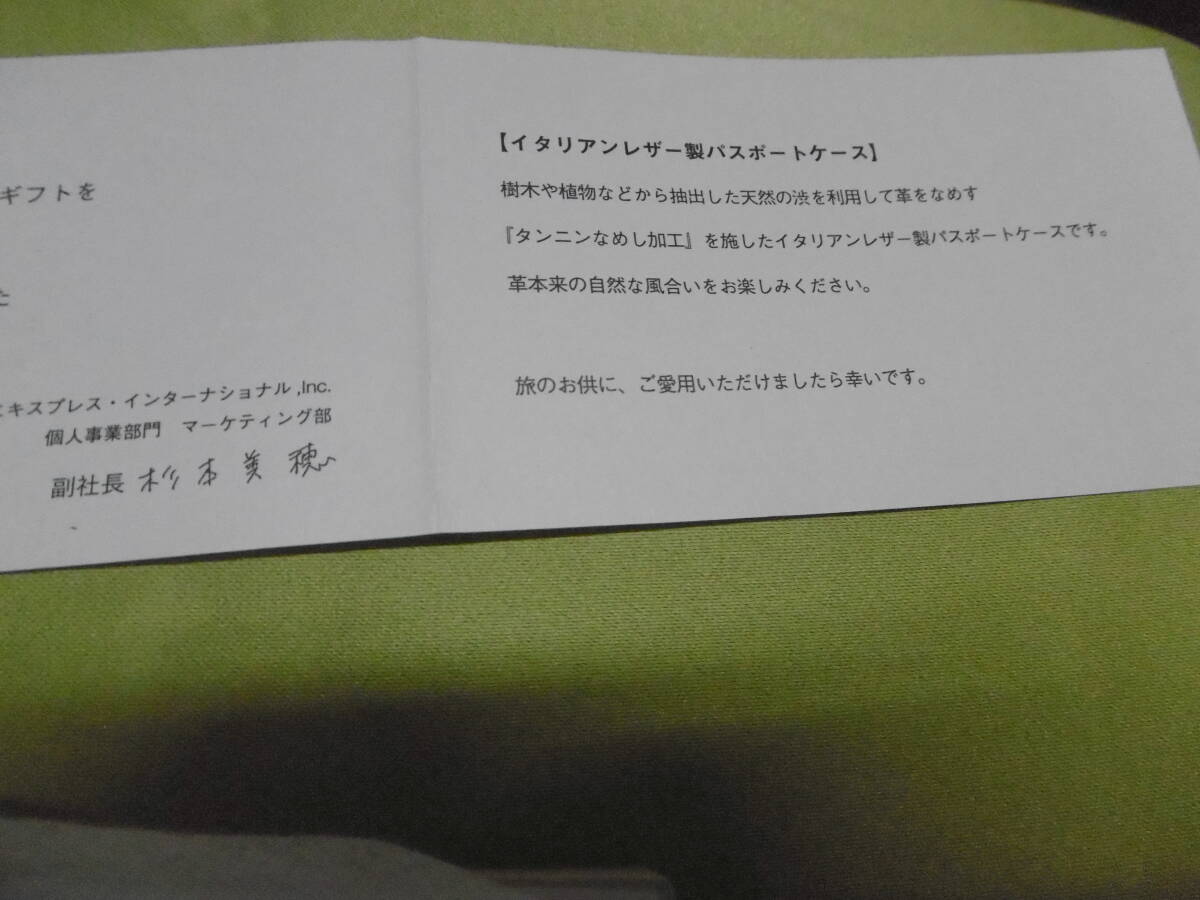 ギフトを
た
エキスプレス・インターナショナル,Inc.
個人事業部門　マーケティング部
副社長 杉本美穂
【イタリアンレザー製パスポートケース】
樹木や植物などから抽出した天然の渋を利用して革をなめす
『タンニンなめし加工』を施したイタリアンレザー製パスポートケースです。
革本来の自然な風合いをお楽しみください。
旅のお供に、ご愛用いただけましたら幸いです。